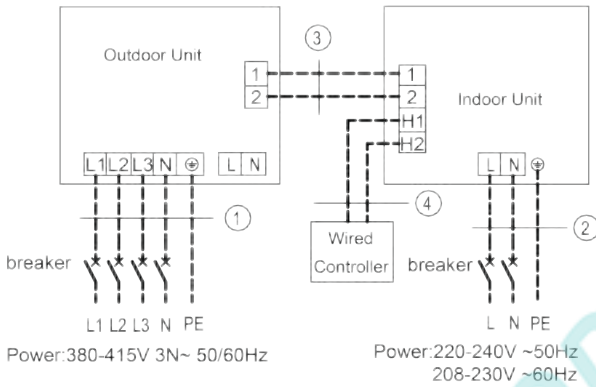 Outdoor Unit
1
2
L1 L2 L3 N
L N
3
1
2
H1
H2
Indoor Unit
L N
1
4
2
Wired
Controller
breaker
breaker
L1 L2 L3 N PE
L N PE
Power:380-415V 3N~ 50/60Hz
Power:220-240V ~50Hz
208-230V ~60Hz